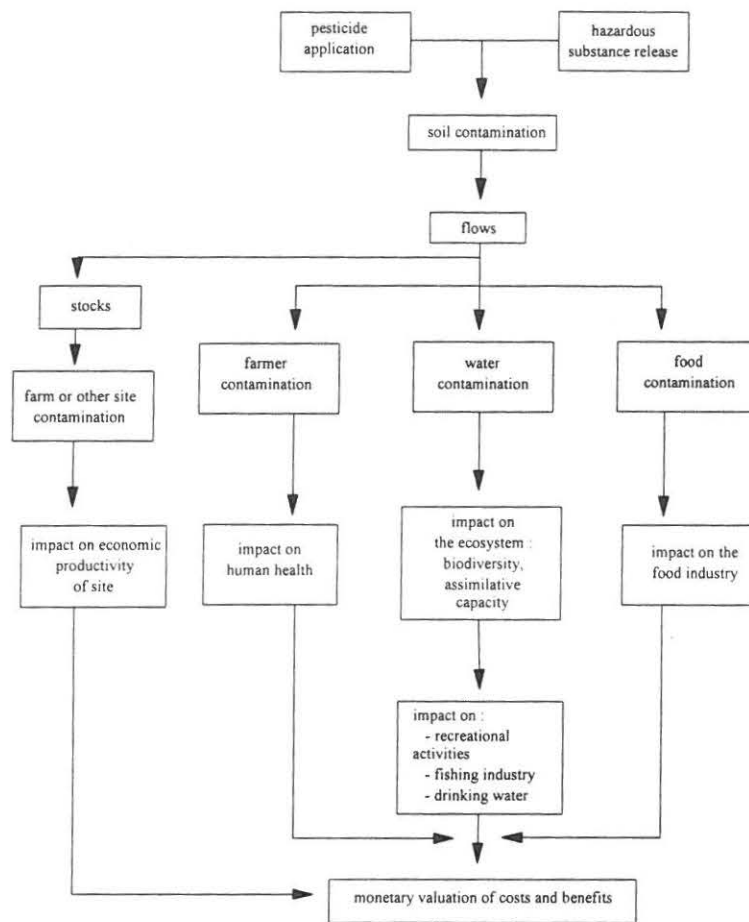 pesticide
application
hazardous
substance release
soil contamination
flows
stocks
farmer
contamination
water
contamination
food
contamination
farm or other site
contamination
impact on economic
productivity
of site
impact on
human health
impact on
the ecosystem :
biodiversity,
assimilative
capacity
impact on the
food industry
impact on :
- recreational
activities
- fishing industry
- drinking water
monetary valuation of costs and benefits